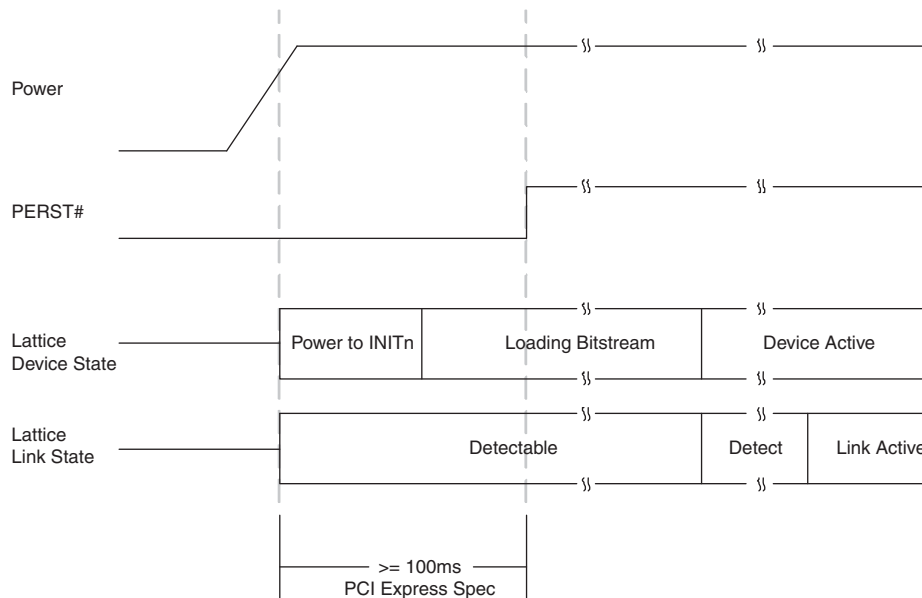 Power
PERST#
Lattice
Device State
Power to INITn
Loading Bitstream
Device Active
Lattice
Link State
Detectable
Detect
Link Active
>= 100ms
PCI Express Spec